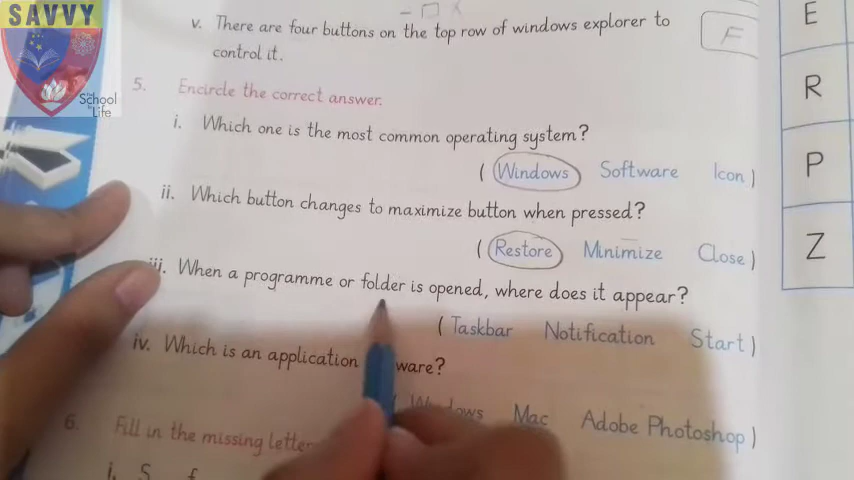 SAVVY
The School
for Life
v. There are four buttons on the top row of windows explorer to
control it.
F
5. Encircle the correct answer.
i. Which one is the most common operating system?
( Windows Software Icon )
ii. Which button changes to maximize button when pressed?
( Restore Minimize Close )
iii. When a programme or folder is opened, where does it appear?
( Taskbar Notification Start )
iv. Which is an application ware?
Mac Adobe Photoshop )
6. Fill in the missing letter
i. S f
E
R
P
Z